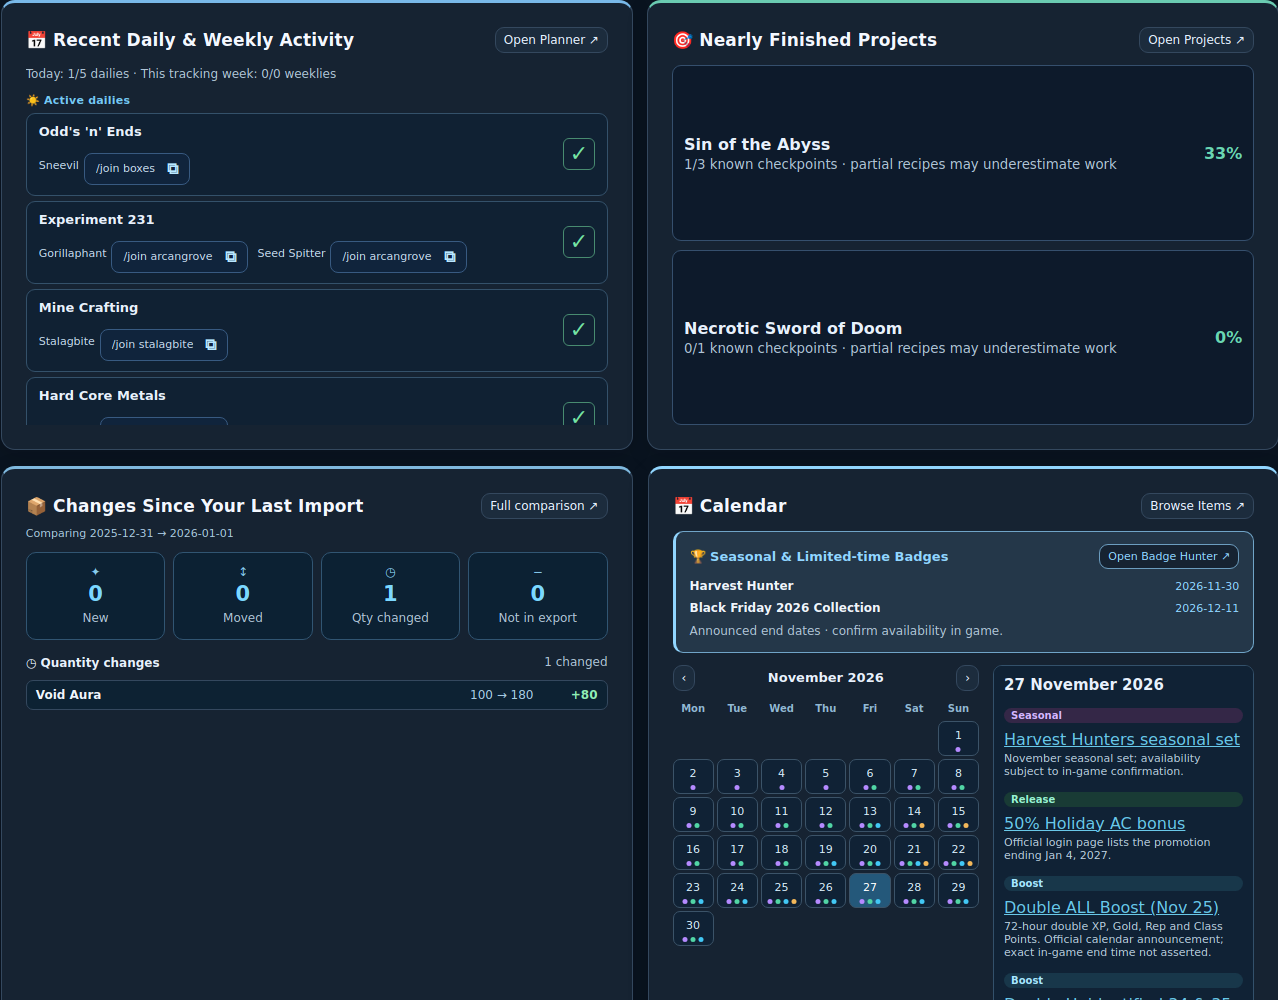 📅 Recent Daily & Weekly Activity
Open Planner ↗
Today: 1/5 dailies · This tracking week: 0/0 weeklies
☀️ Active dailies
Odd's 'n' Ends
Sneevil /join boxes ⧉ ✓
Experiment 231
Gorillaphant /join arcangrove ⧉ Seed Spitter /join arcangrove ⧉ ✓
Mine Crafting
Stalagbite /join stalagbite ⧉ ✓
Hard Core Metals
✓
🎯 Nearly Finished Projects
Open Projects ↗
Sin of the Abyss
1/3 known checkpoints · partial recipes may underestimate work
33%
Necrotic Sword of Doom
0/1 known checkpoints · partial recipes may underestimate work
0%
📦 Changes Since Your Last Import
Full comparison ↗
Comparing 2025-12-31 → 2026-01-01
✦ ↕ ◷ −
0 0 1 0
New Moved Qty changed Not in export
◷ Quantity changes 1 changed
Void Aura 100 → 180 +80
📅 Calendar
Browse Items ↗
🏆 Seasonal & Limited-time Badges
Open Badge Hunter ↗
Harvest Hunter 2026-11-30
Black Friday 2026 Collection 2026-12-11
Announced end dates · confirm availability in game.
‹ November 2026 ›
Mon Tue Wed Thu Fri Sat Sun
1
2 3 4 5 6 7 8
9 10 11 12 13 14 15
16 17 18 19 20 21 22
23 24 25 26 27 28 29
30
27 November 2026
Seasonal
Harvest Hunters seasonal set
November seasonal set; availability
subject to in-game confirmation.
Release
50% Holiday AC bonus
Official login page lists the promotion
ending Jan 4, 2027.
Boost
Double ALL Boost (Nov 25)
72-hour double XP, Gold, Rep and Class
Points. Official calendar announcement;
exact in-game end time not asserted.
Boost